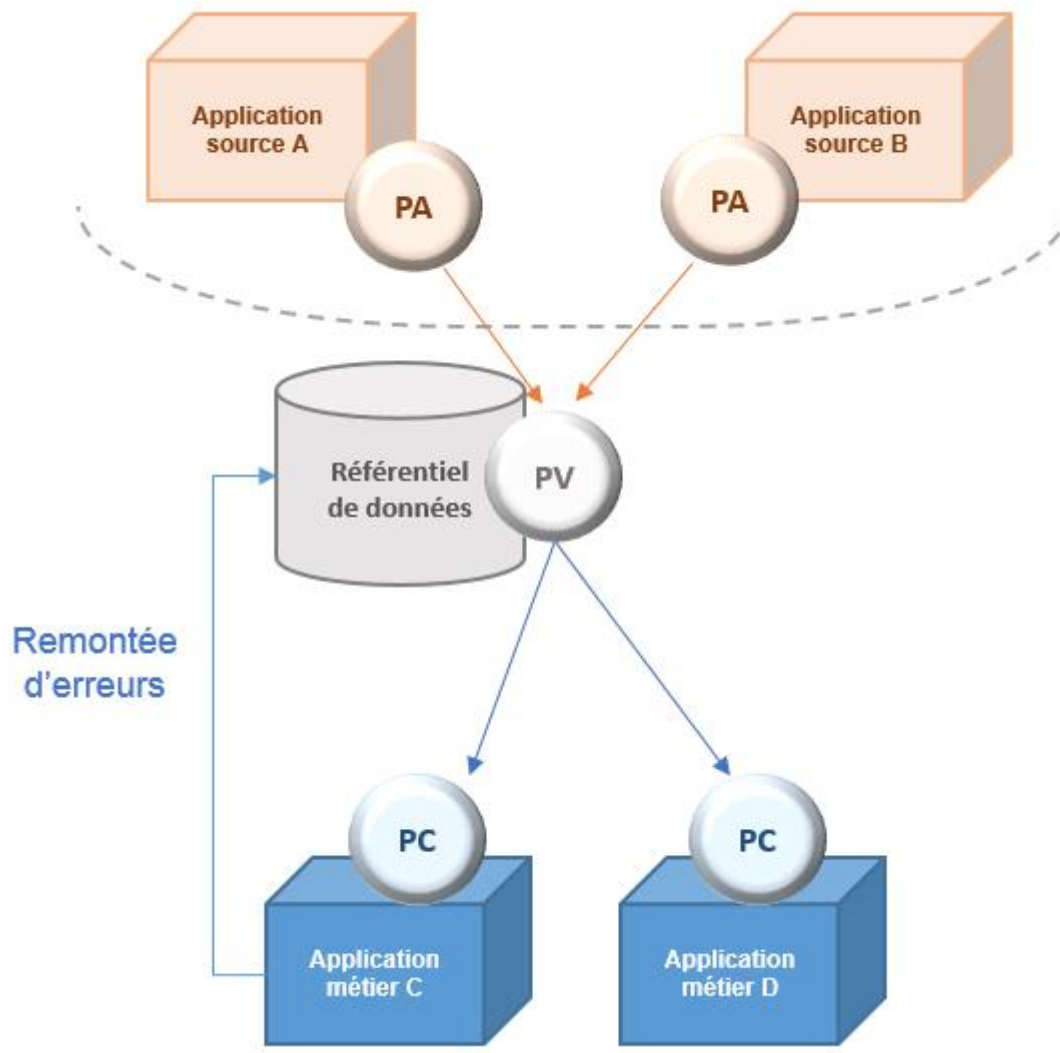 Application
source A
Application
source B
PA
PA
Référentiel
de données
PV
Remontée
d'erreurs
PC
PC
Application
métier C
Application
métier D